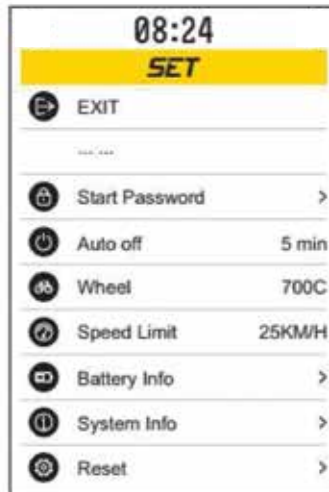 08:24
SET
EXIT
--- ---
Start Password >
Auto off 5 min
Wheel 700C
Speed Limit 25KM/H
Battery Info >
System Info >
Reset >